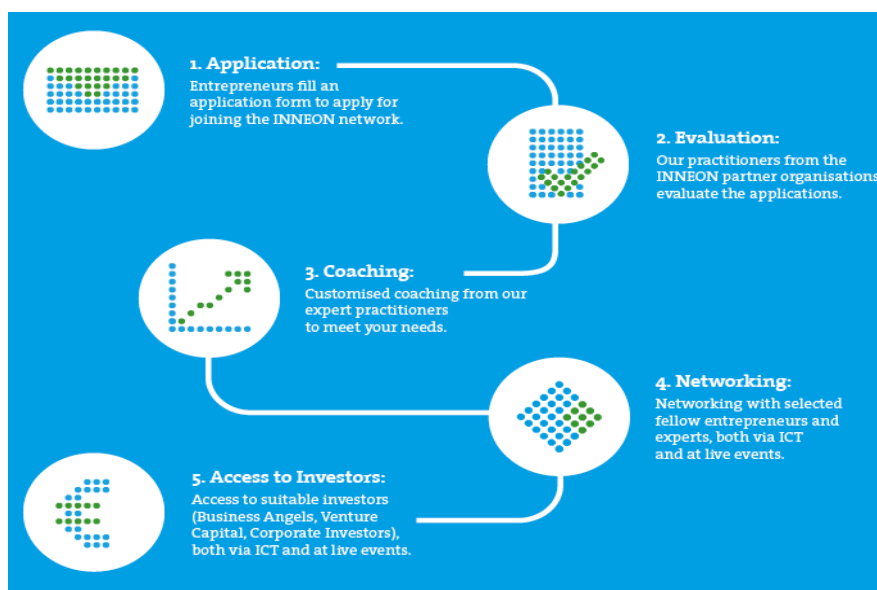 1. Application:
Entrepreneurs fill an
application form to apply for
joining the INNEON network.
2. Evaluation:
Our practitioners from the
INNEON partner organisations
evaluate the applications.
3. Coaching:
Customised coaching from our
expert practitioners
to meet your needs.
4. Networking:
Networking with selected
fellow entrepreneurs and
experts, both via ICT
and at live events.
5. Access to Investors:
Access to suitable investors
(Business Angels, Venture
Capital, Corporate Investors),
both via ICT and at live events.